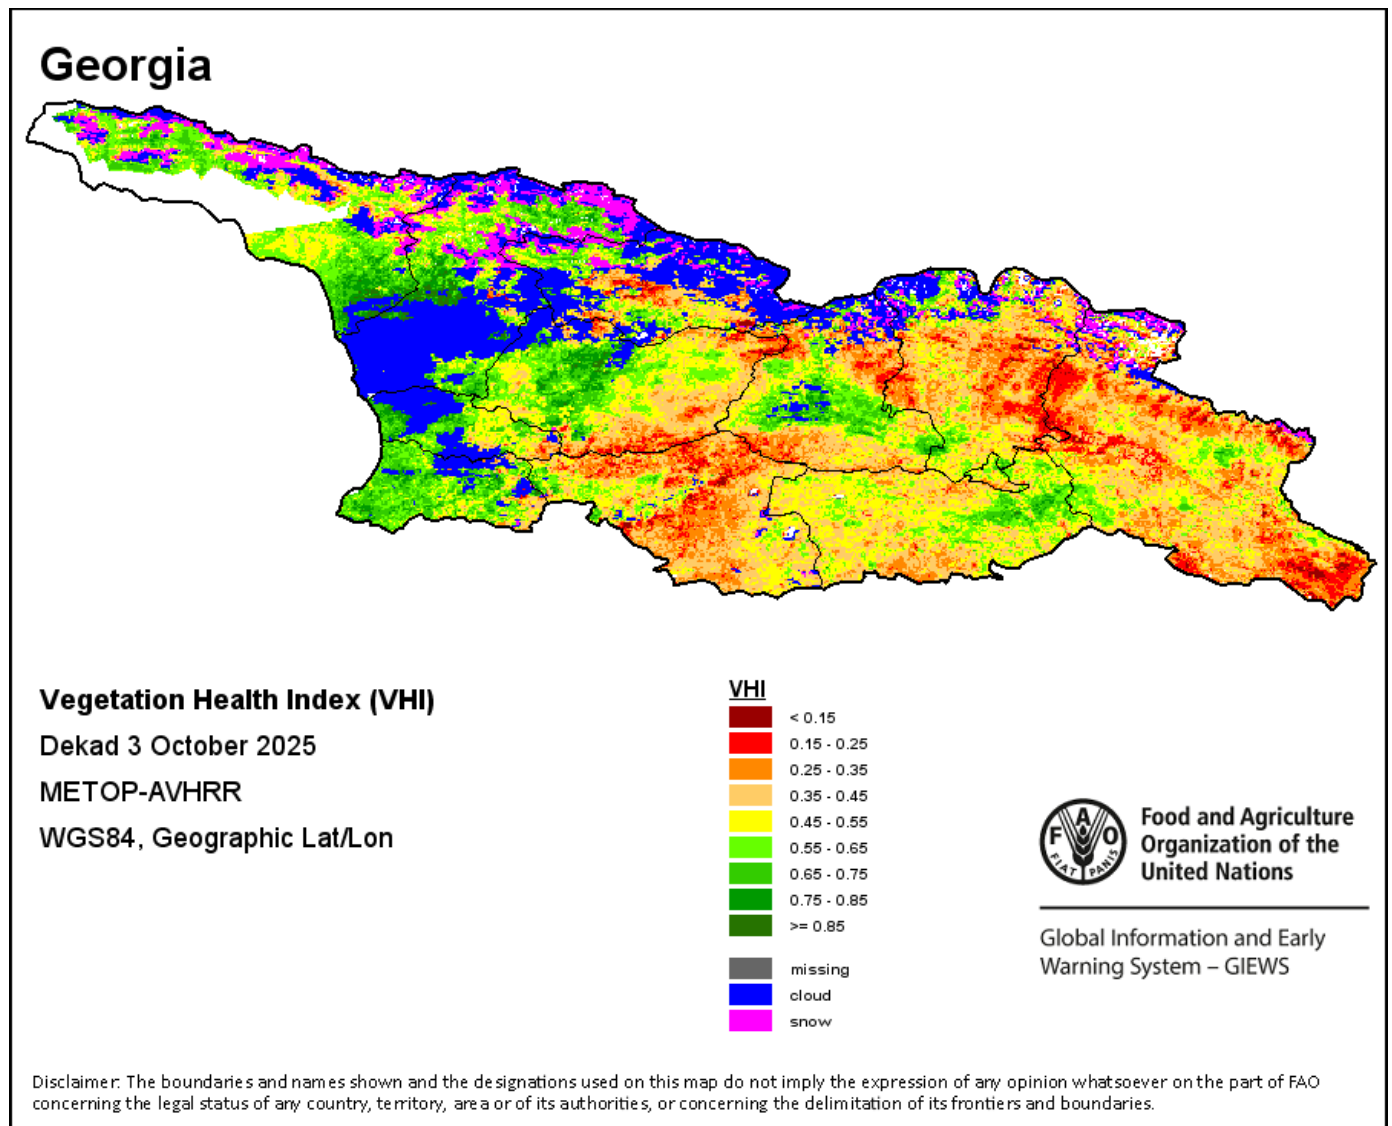 Georgia
Vegetation Health Index (VHI)
Dekad 3 October 2025
METOP-AVHRR
WGS84, Geographic Lat/Lon
VHI
< 0.15
0.15 - 0.25
0.25 - 0.35
0.35 - 0.45
0.45 - 0.55
0.55 - 0.65
0.65 - 0.75
0.75 - 0.85
>= 0.85
missing
cloud
snow
F A O
FIAT PANIS
Food and Agriculture
Organization of the
United Nations
Global Information and Early
Warning System – GIEWS
Disclaimer: The boundaries and names shown and the designations used on this map do not imply the expression of any opinion whatsoever on the part of FAO
concerning the legal status of any country, territory, area or of its authorities, or concerning the delimitation of its frontiers and boundaries.